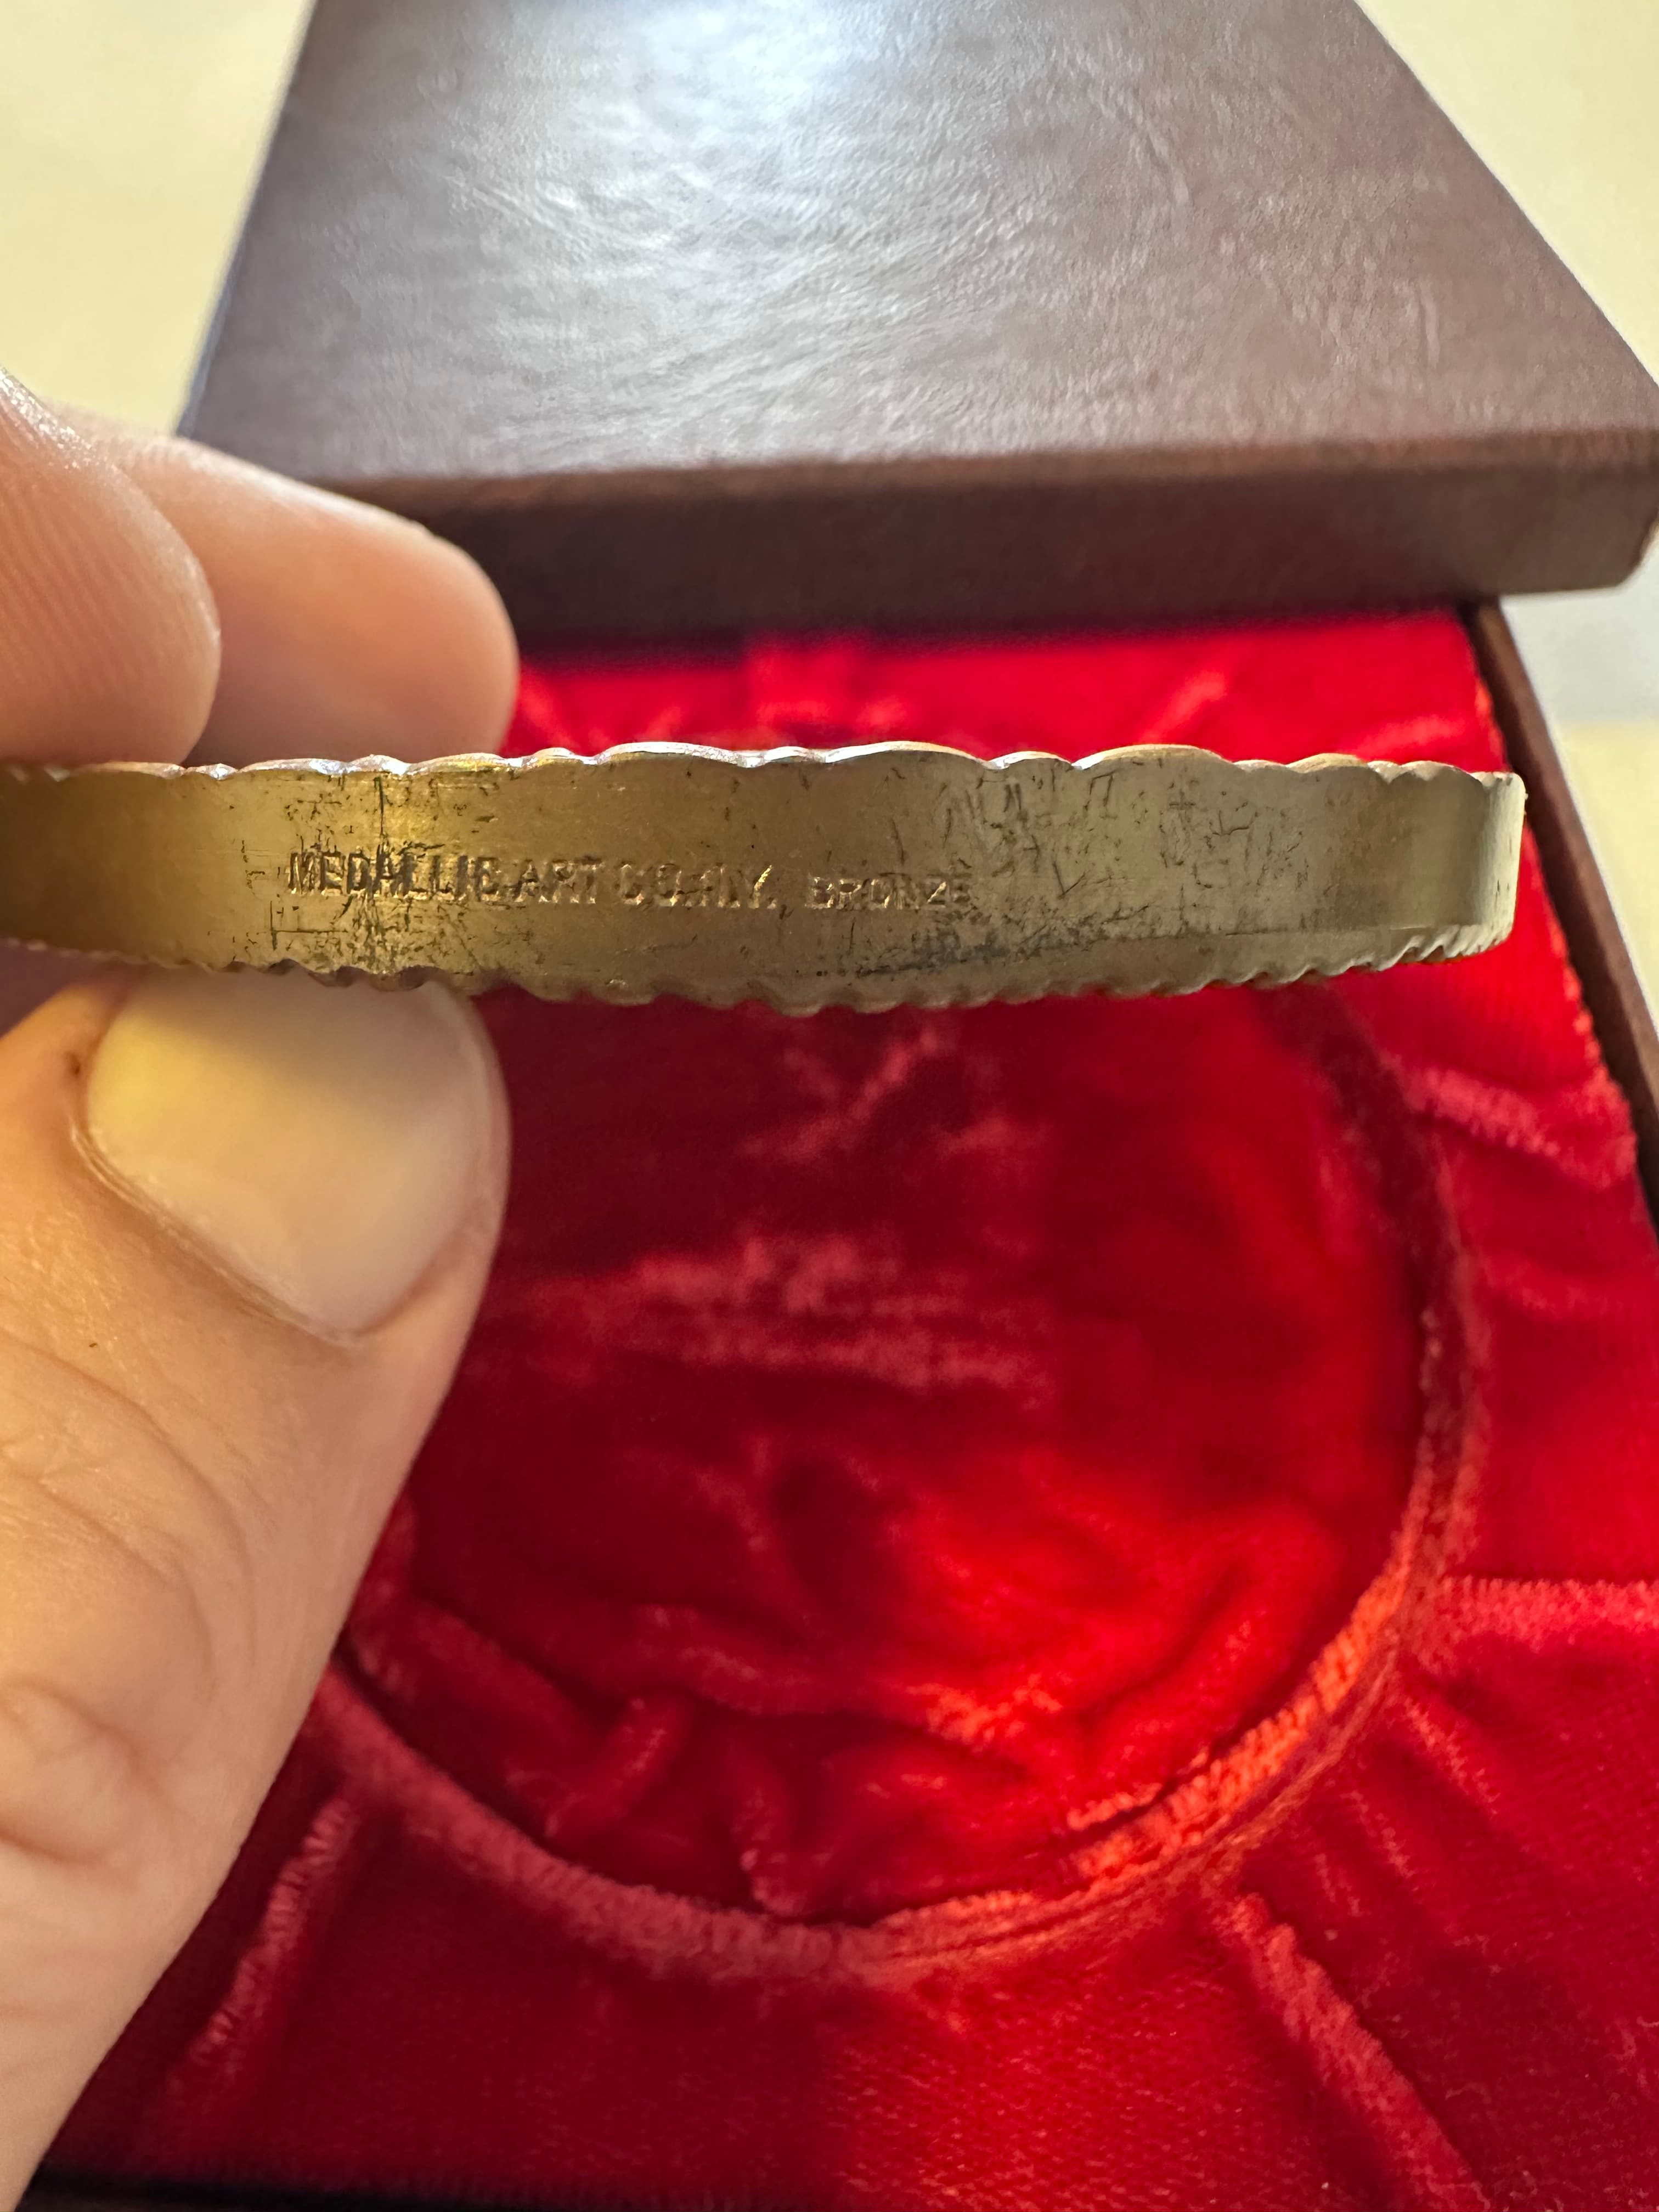 MEDALLIC ART CO. N.Y. BRONZE